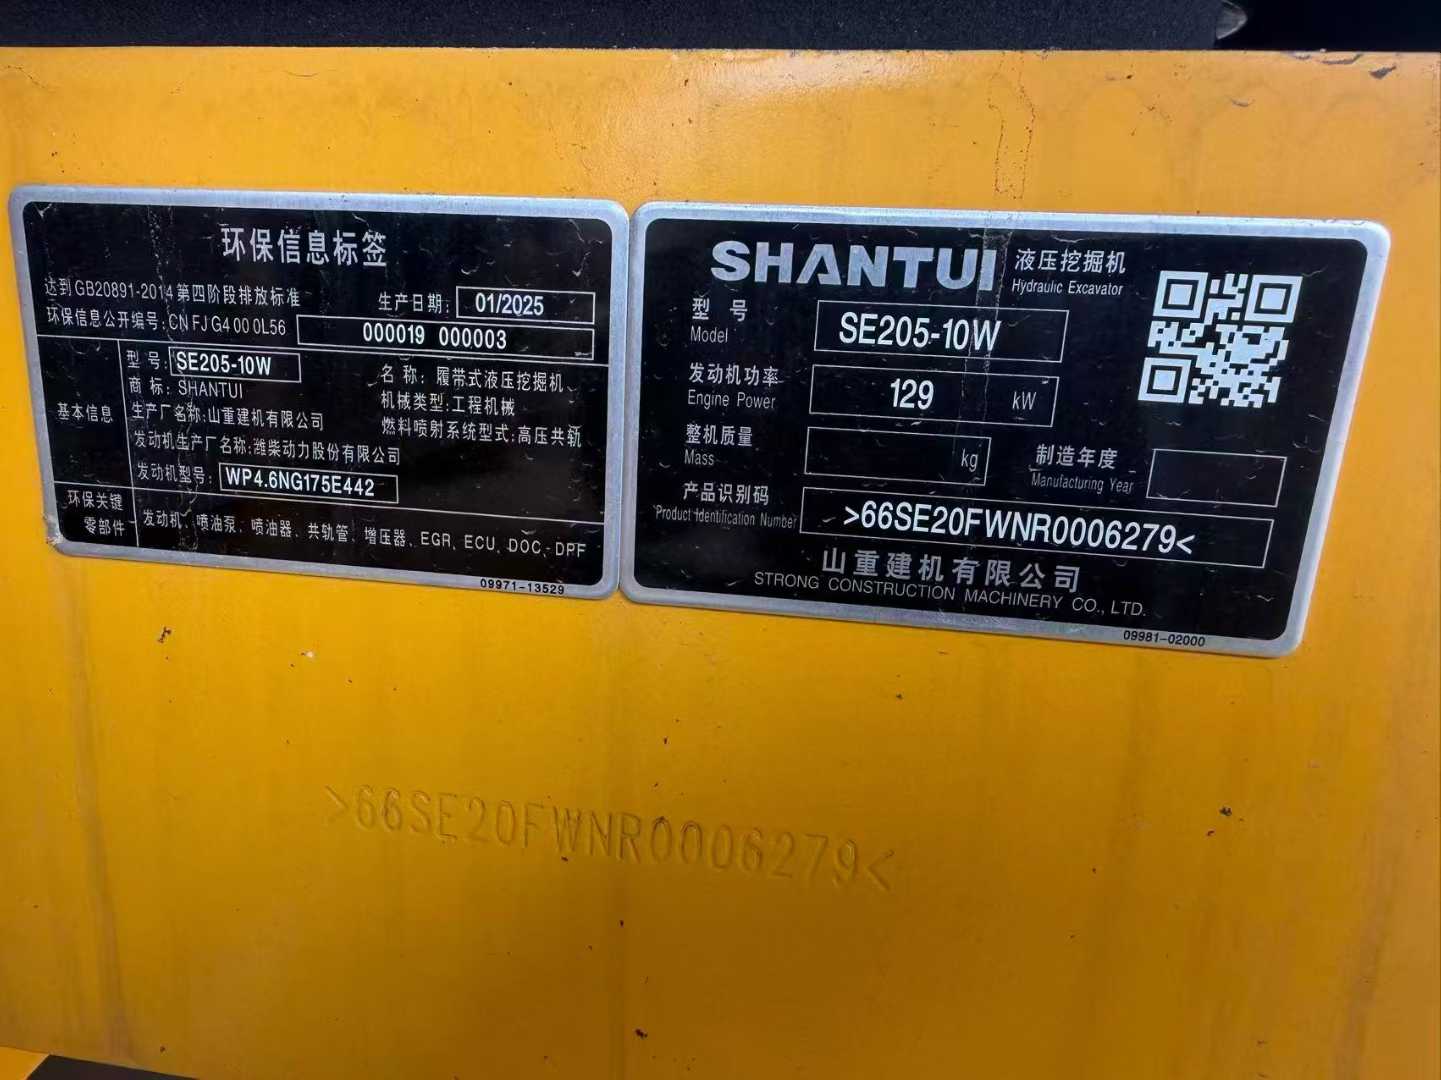 环保信息标签
达到GB20891-2014第四阶段排放标准
生产日期: 01/2025
环保信息公开编号: CN FJ G4 00 0L56 000019 000003
基本信息
型 号: SE205-10W
名 称: 履带式液压挖掘机
商 标: SHANTUI
机械类型: 工程机械
生产厂名称: 山重建机有限公司
燃料喷射系统型式: 高压共轨
发动机生产厂名称: 潍柴动力股份有限公司
发动机型号: WP4.6NG175E442
环保关键
零部件
发动机、喷油泵、喷油器、共轨管、增压器、EGR、ECU、DOC、DPF
09971-13529
SHANTUI 液压挖掘机
Hydraulic Excavator
型 号
Model
SE205-10W
发动机功率
Engine Power
129 kW
整机质量
Mass
kg
制造年度
Manufacturing Year
产品识别码
Product Identification Number
>66SE20FWNR0006279<
山重建机有限公司
STRONG CONSTRUCTION MACHINERY CO., LTD.
09981-02000
>66SE20FWNR0006279<